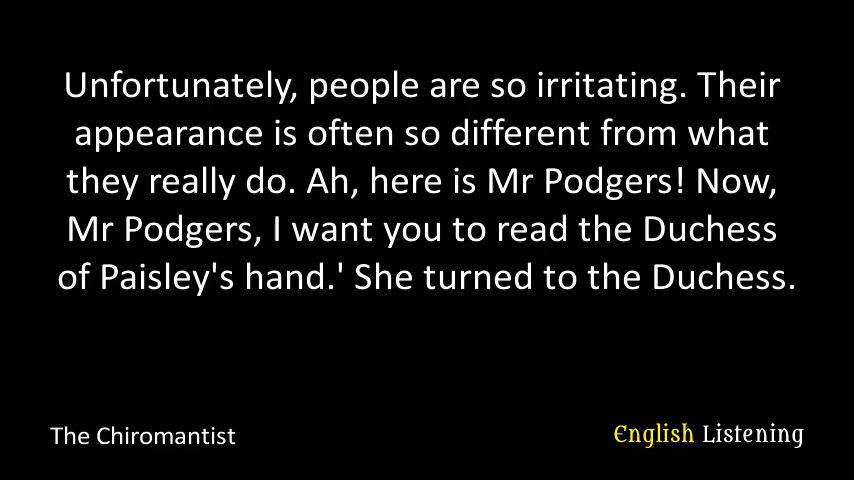 Unfortunately, people are so irritating. Their
appearance is often so different from what
they really do. Ah, here is Mr Podgers! Now,
Mr Podgers, I want you to read the Duchess
of Paisley's hand.' She turned to the Duchess.
The Chiromantist
English Listening